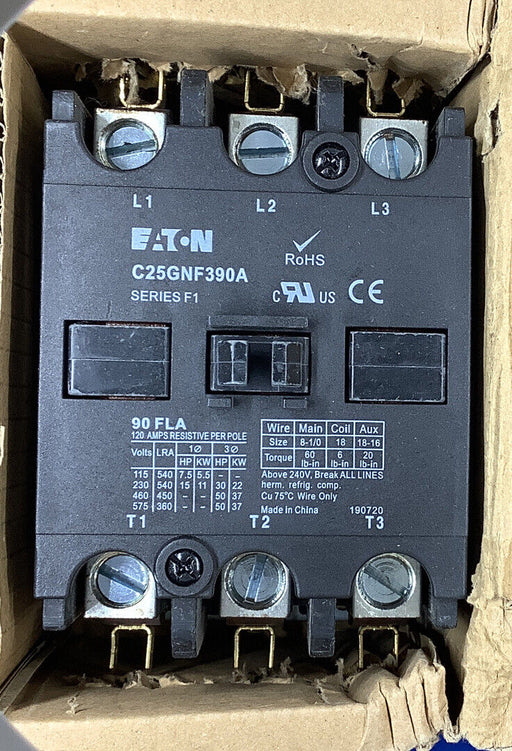 L1 L2 L3
EATON
RoHS
C25GNF390A
SERIES F1
c RU US CE
90 FLA
120 AMPS RESISTIVE PER POLE
Volts LRA 1Ø 3Ø
HP KW HP KW
115 540 7.5 5.5 - -
230 540 15 11 30 22
460 450 - - 50 37
575 360 - - 50 37
Wire Main Coil Aux
Size 8-1/0 18 18-16
Torque 60 lb-in 6 lb-in 20 lb-in
Above 240V, Break ALL LINES
herm. refrig. comp.
Cu 75°C Wire Only
Made in China 190720
T1 T2 T3